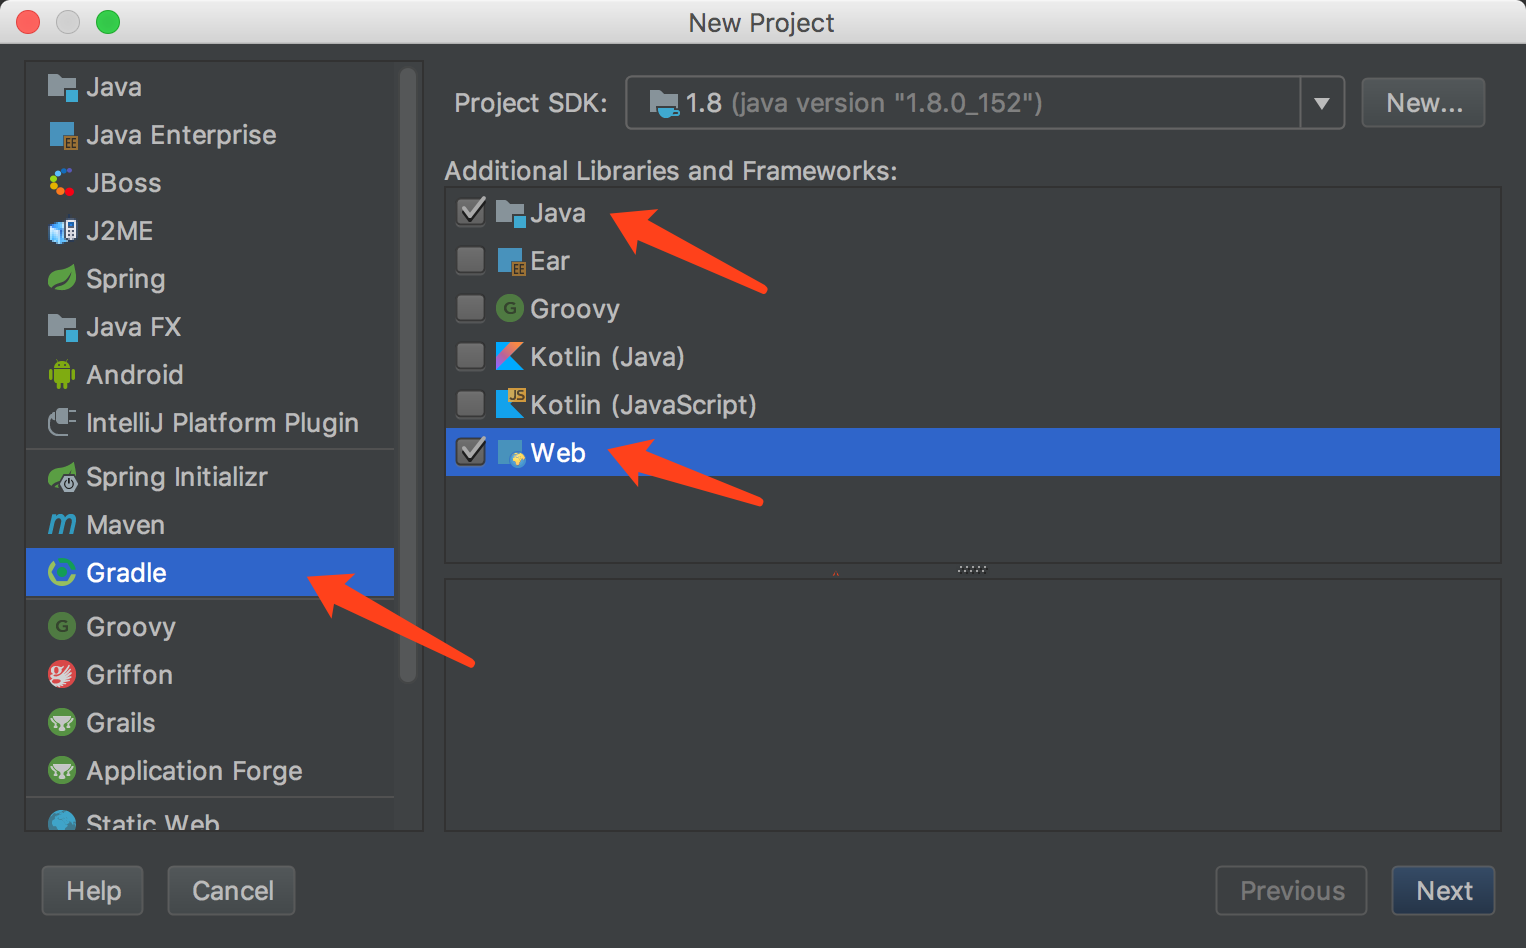 New Project
Java
Java Enterprise
JBoss
J2ME
Spring
Java FX
Android
IntelliJ Platform Plugin
Spring Initializr
Maven
Gradle
Groovy
Griffon
Grails
Application Forge
Static Web
Project SDK: 1.8 (java version "1.8.0_152") New...
Additional Libraries and Frameworks:
Java
Ear
Groovy
Kotlin (Java)
Kotlin (JavaScript)
Web
Help Cancel Previous Next